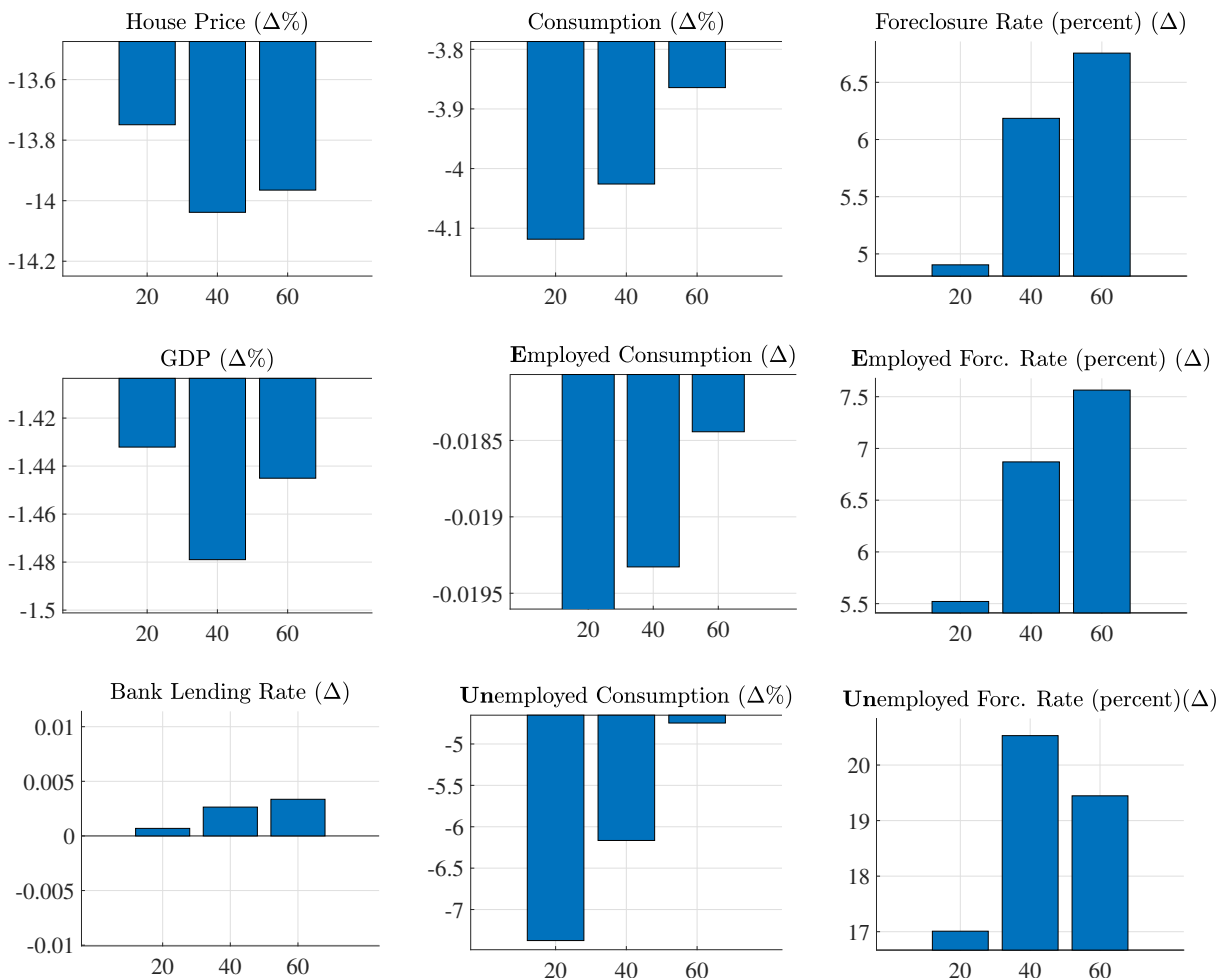 House Price (Δ%)
-13.6
-13.8
-14
-14.2
20 40 60
Consumption (Δ%)
-3.8
-3.9
-4
-4.1
20 40 60
Foreclosure Rate (percent) (Δ)
6.5
6
5.5
5
20 40 60
GDP (Δ%)
-1.42
-1.44
-1.46
-1.48
-1.5
20 40 60
Employed Consumption (Δ)
-0.0185
-0.019
-0.0195
20 40 60
Employed Forc. Rate (percent) (Δ)
7.5
7
6.5
6
5.5
20 40 60
Bank Lending Rate (Δ)
0.01
0.005
0
-0.005
-0.01
20 40 60
Unemployed Consumption (Δ%)
-5
-5.5
-6
-6.5
-7
20 40 60
Unemployed Forc. Rate (percent)(Δ)
20
19
18
17
20 40 60